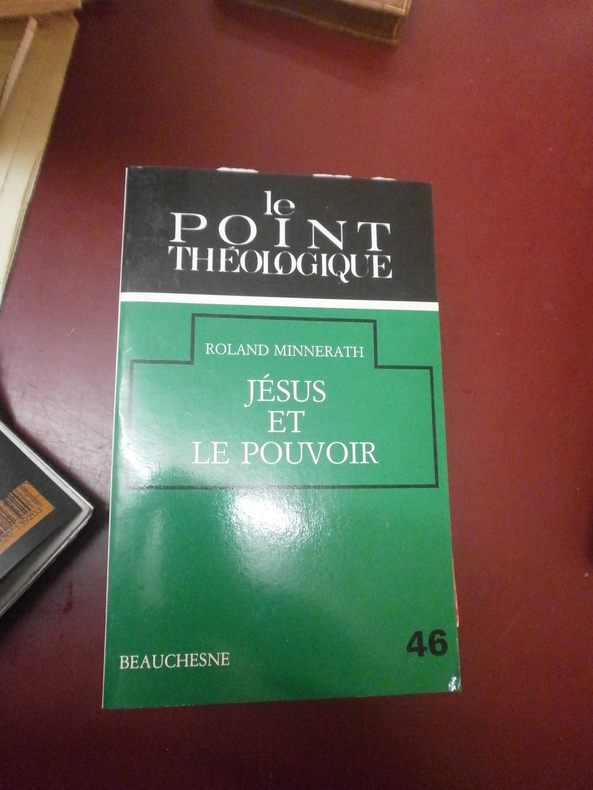 le
POINT
THÉOLOGIQUE
ROLAND MINNERATH
JÉSUS
ET
LE POUVOIR
46
BEAUCHESNE